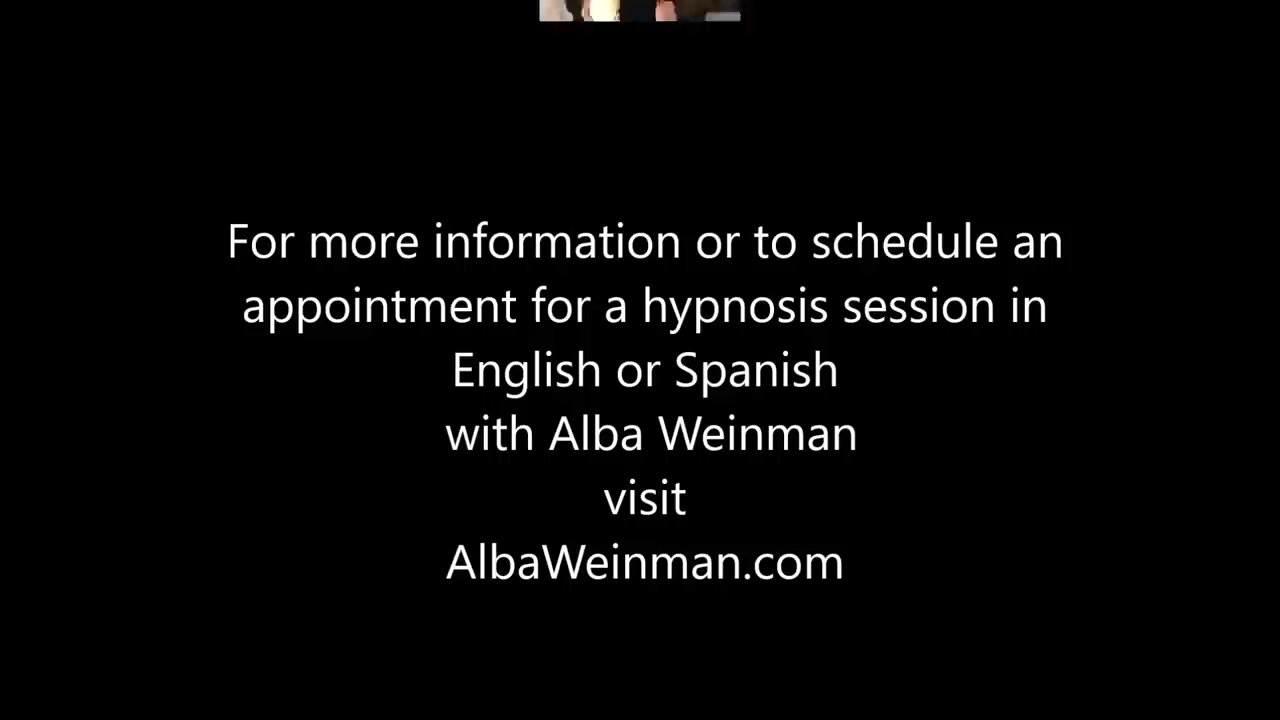 For more information or to schedule an
appointment for a hypnosis session in
English or Spanish
with Alba Weinman
visit
AlbaWeinman.com